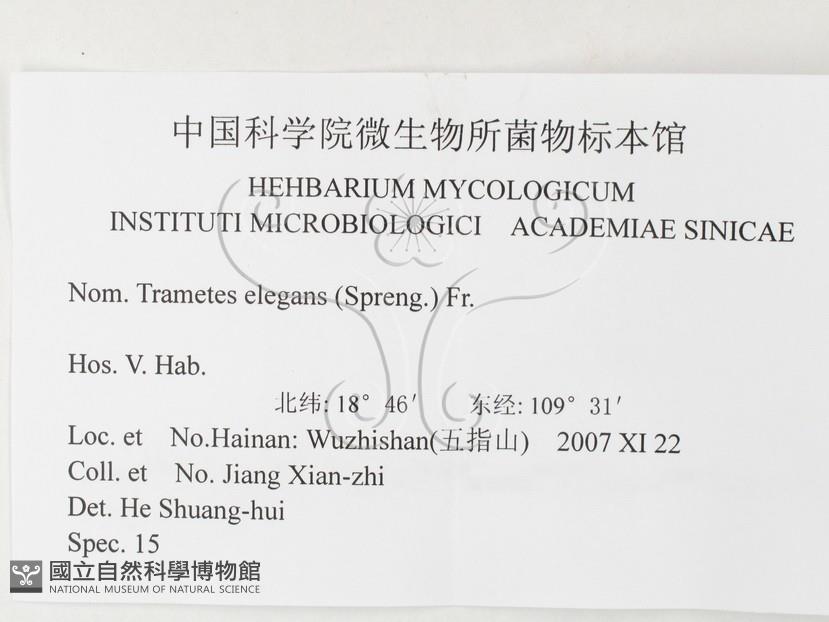 中国科学院微生物所菌物标本馆
HEHBARIUM MYCOLOGICUM
INSTITUTI MICROBIOLOGICI ACADEMIAE SINICAE
Nom. Trametes elegans (Spreng.) Fr.
Hos. V. Hab.
北纬: 18° 46′ 东经: 109° 31′
Loc. et No.Hainan: Wuzhishan(五指山) 2007 XI 22
Coll. et No. Jiang Xian-zhi
Det. He Shuang-hui
Spec. 15
國立自然科學博物館
NATIONAL MUSEUM OF NATURAL SCIENCE